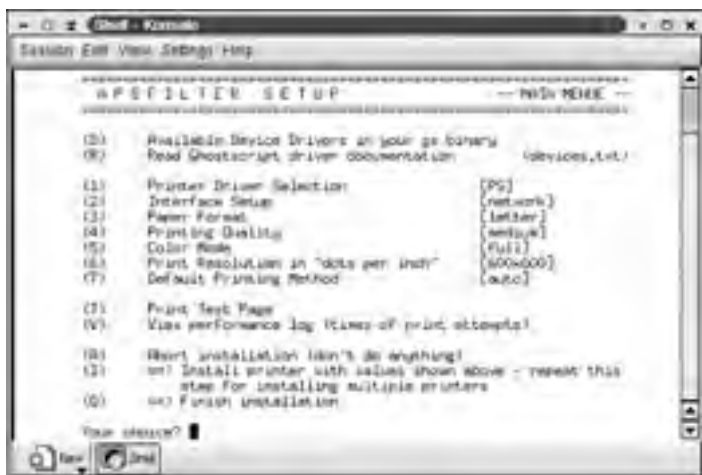 Shell - Konsole
Session Edit View Settings Help
APSFILTER SETUP -- MAIN MENUE --
(D) Available Device Drivers in your gs binary
(R) Read Ghostscript driver documentation (devices.txt)
(1) Printer Driver Selection [PS]
(2) Interface Setup [network]
(3) Paper Format [letter]
(4) Printing Quality [medium]
(5) Color Mode [full]
(6) Print Resolution in "dots per inch" [600x600]
(7) Default Printing Method [auto]
(T) Print Test Page
(V) View performance log (times of print attempts)
(A) Abort installation (don't do anything)
(I) ==> Install printer with values shown above - repeat this
step for installing multiple printers
(Q) ==> Finish installation
Your choice?
New Shell